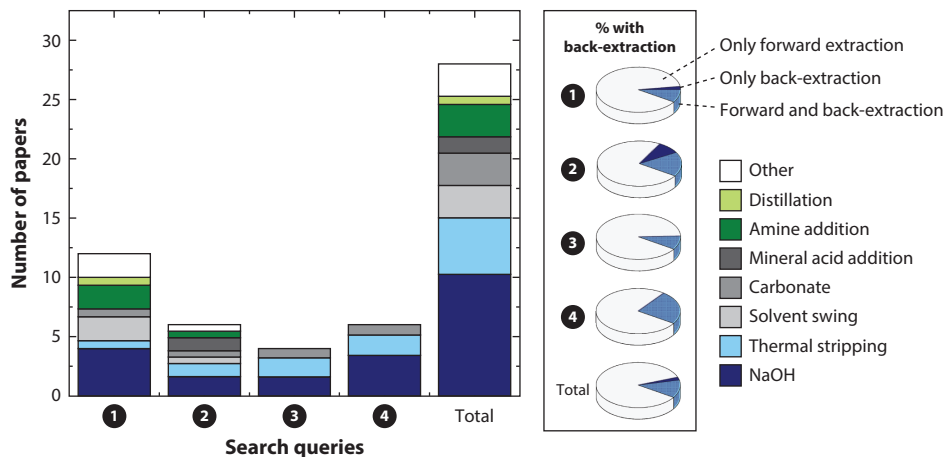 30
25
20
15
10
5
0
Number of papers
1
2
3
4
Total
Search queries
% with
back-extraction
1
2
3
4
Total
Only forward extraction
Only back-extraction
Forward and back-extraction
Other
Distillation
Amine addition
Mineral acid addition
Carbonate
Solvent swing
Thermal stripping
NaOH